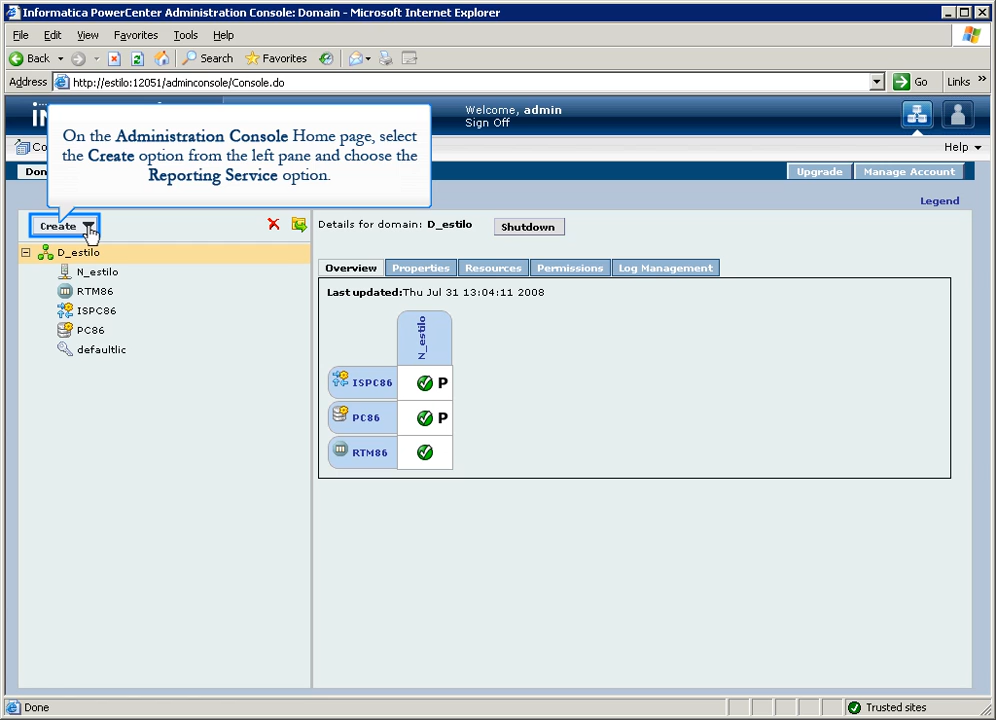 Informatica PowerCenter Administration Console: Domain - Microsoft Internet Explorer
File Edit View Favorites Tools Help
Back Search Favorites
Address http://estilo:12051/adminconsole/Console.do Go Links »
Welcome, admin
Sign Off
On the Administration Console Home page, select
the Create option from the left pane and choose the
Reporting Service option.
Help
Upgrade Manage Account
Legend
Create
Details for domain: D_estilo Shutdown
D_estilo
N_estilo
RTM86
ISPC86
PC86
defaultlic
Overview Properties Resources Permissions Log Management
Last updated:Thu Jul 31 13:04:11 2008
N_estilo
ISPC86 P
PC86 P
RTM86
Done Trusted sites